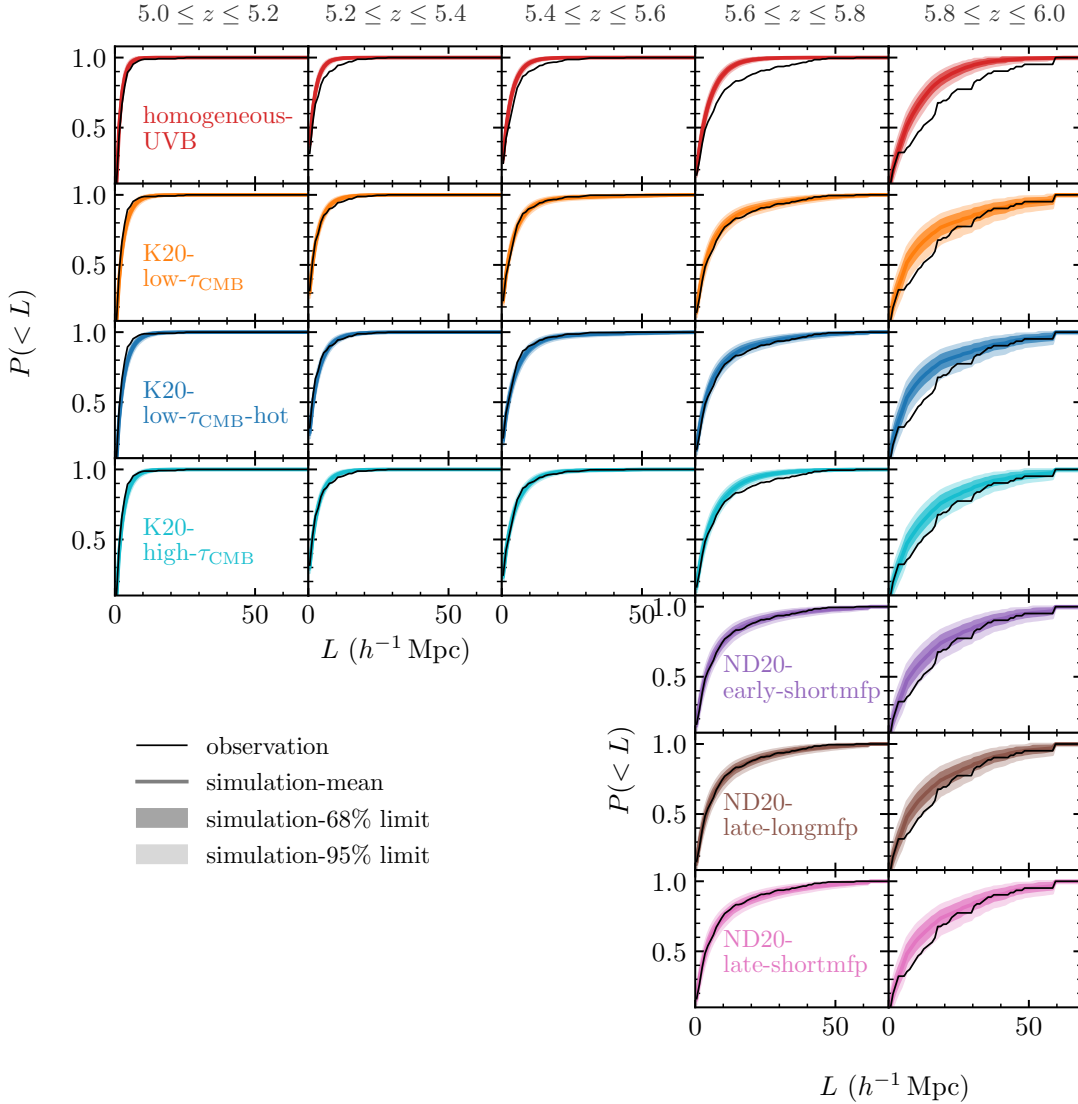 5.0 ≤ z ≤ 5.2
5.2 ≤ z ≤ 5.4
5.4 ≤ z ≤ 5.6
5.6 ≤ z ≤ 5.8
5.8 ≤ z ≤ 6.0
1.0
0.5
homogeneous-
UVB
1.0
0.5
K20-
low-τCMB
P(< L)
1.0
0.5
K20-
low-τCMB-hot
1.0
0.5
K20-
high-τCMB
0
50
0
50
0
50
L (h⁻¹ Mpc)
1.0
0.5
ND20-
early-shortmfp
observation
simulation-mean
simulation-68% limit
simulation-95% limit
P(< L)
1.0
0.5
ND20-
late-longmfp
1.0
0.5
ND20-
late-shortmfp
0
50
0
50
L (h⁻¹ Mpc)